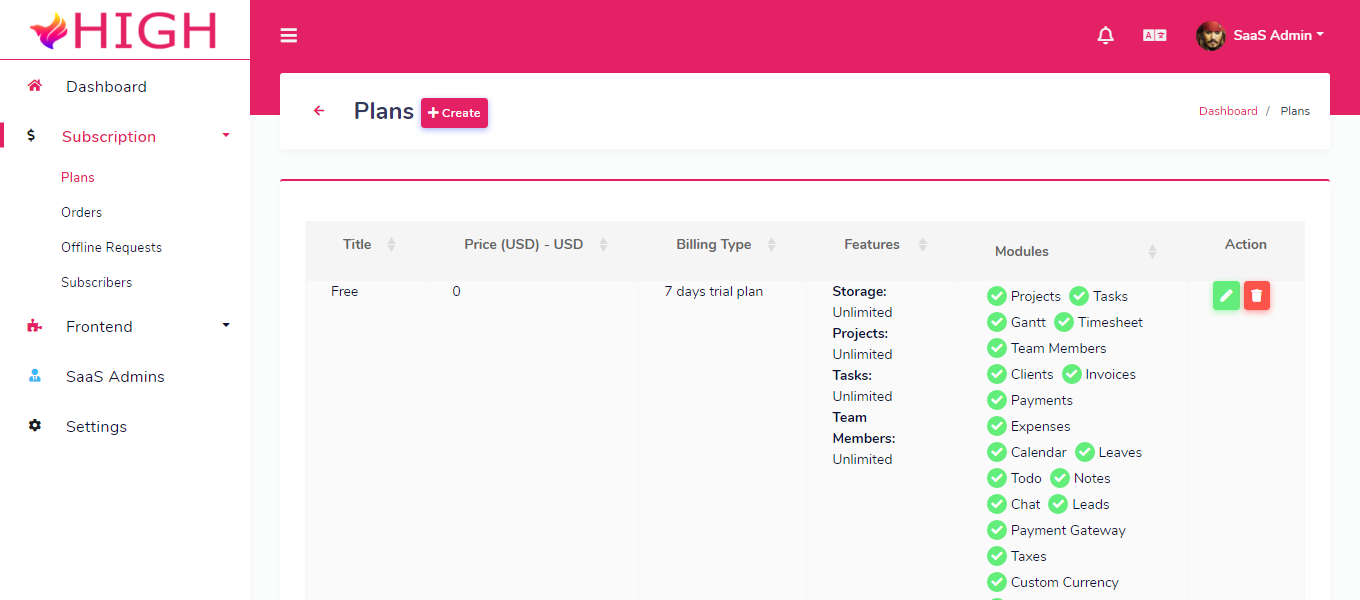 HIGH
SaaS Admin
Dashboard
Subscription
Plans
Orders
Offline Requests
Subscribers
Frontend
SaaS Admins
Settings
Plans
Create
Dashboard / Plans
Title Price (USD) - USD Billing Type Features Modules Action
Free 0 7 days trial plan
Storage:
Unlimited
Projects:
Unlimited
Tasks:
Unlimited
Team
Members:
Unlimited
Projects Tasks
Gantt Timesheet
Team Members
Clients Invoices
Payments
Expenses
Calendar Leaves
Todo Notes
Chat Leads
Payment Gateway
Taxes
Custom Currency